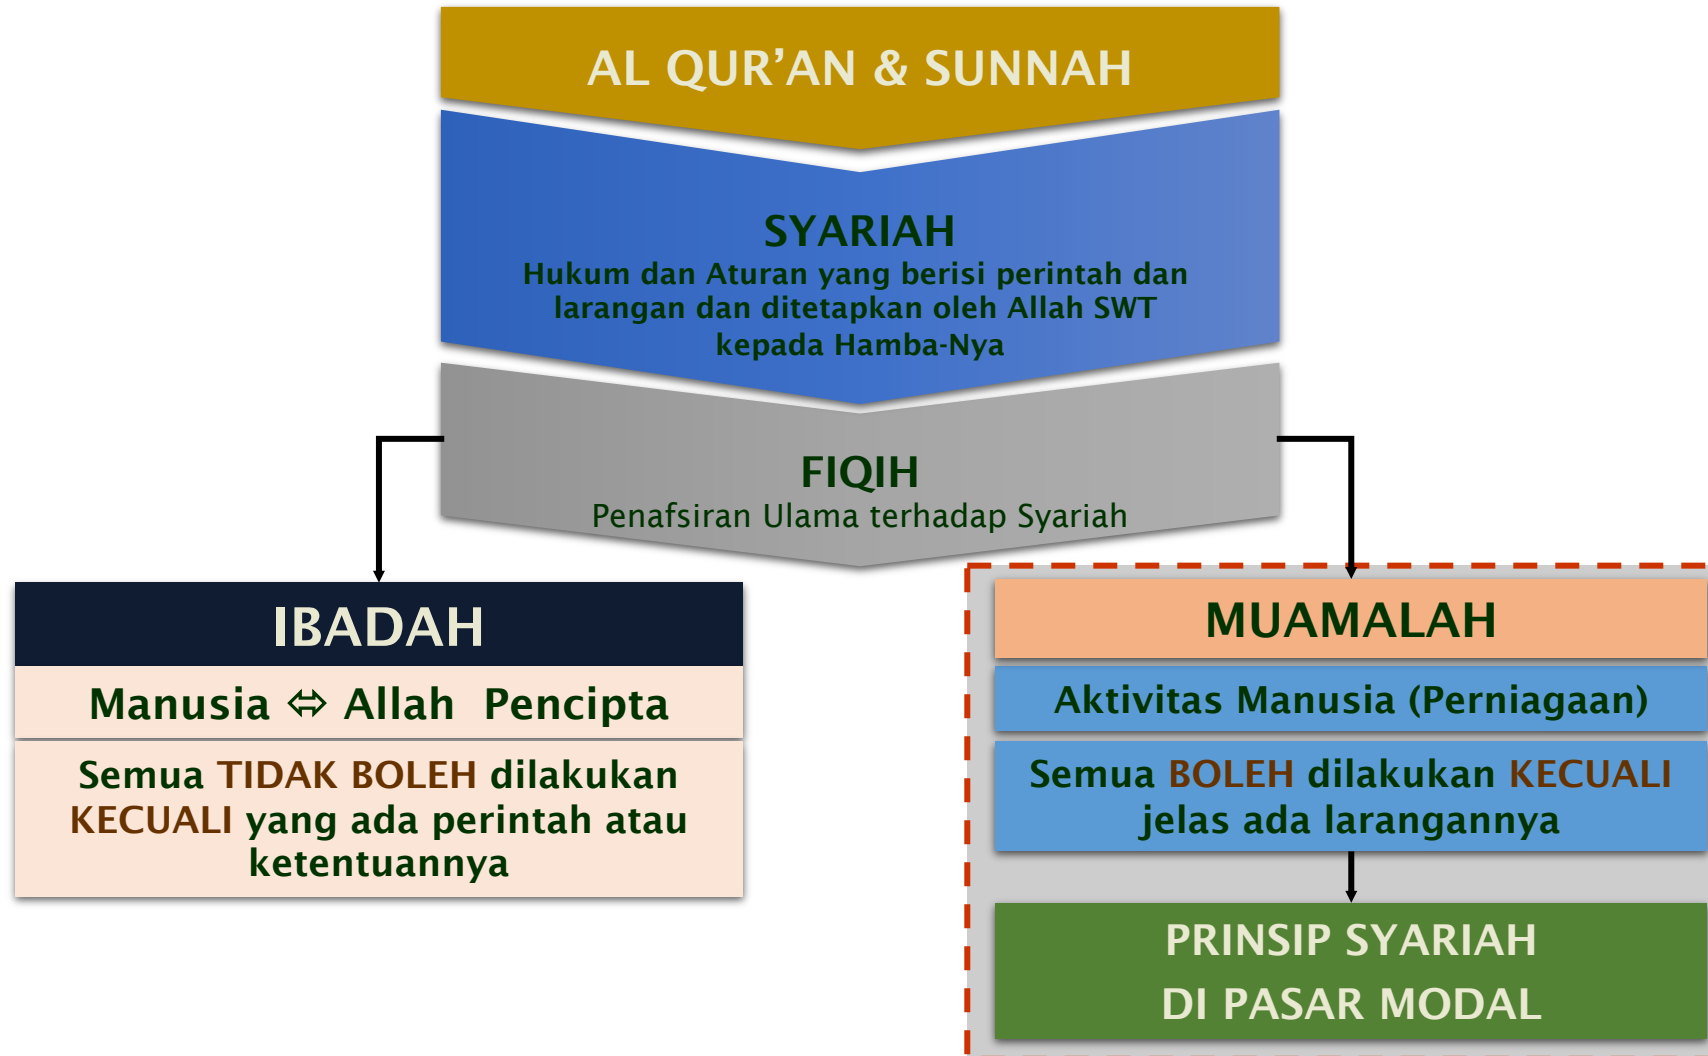 AL QUR’AN & SUNNAH
SYARIAH
Hukum dan Aturan yang berisi perintah dan
larangan dan ditetapkan oleh Allah SWT
kepada Hamba-Nya
FIQIH
Penafsiran Ulama terhadap Syariah
IBADAH
Manusia ⬄ Allah Pencipta
Semua TIDAK BOLEH dilakukan
KECUALI yang ada perintah atau
ketentuannya
MUAMALAH
Aktivitas Manusia (Perniagaan)
Semua BOLEH dilakukan KECUALI
jelas ada larangannya
PRINSIP SYARIAH
DI PASAR MODAL